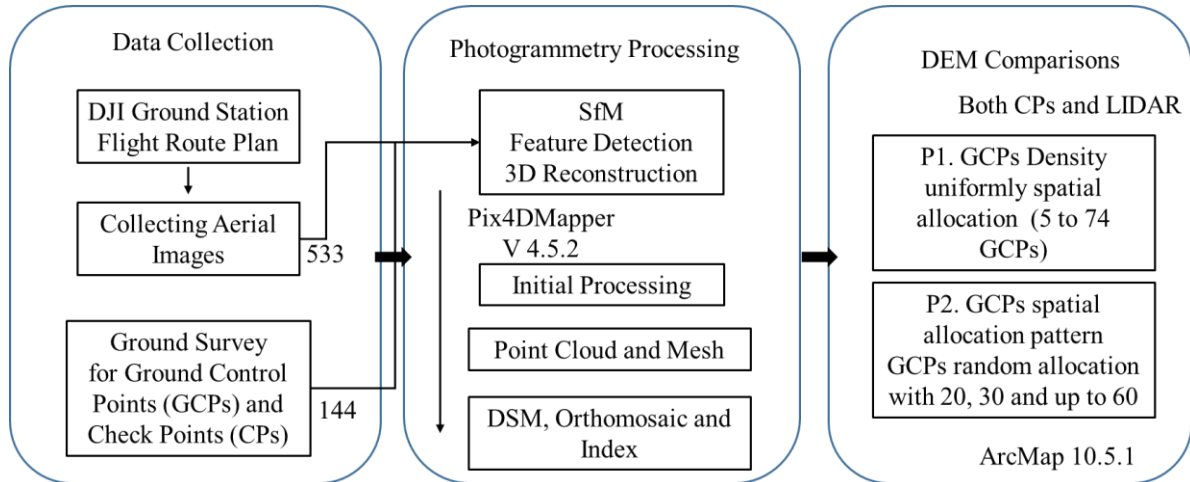 Data Collection
DJI Ground Station
Flight Route Plan
Collecting Aerial
Images
533
Ground Survey
for Ground Control
Points (GCPs) and
Check Points (CPs)
144
Photogrammetry Processing
SfM
Feature Detection
3D Reconstruction
Pix4DMapper
V 4.5.2
Initial Processing
Point Cloud and Mesh
DSM, Orthomosaic and
Index
DEM Comparisons
Both CPs and LIDAR
P1. GCPs Density
uniformly spatial
allocation (5 to 74
GCPs)
P2. GCPs spatial
allocation pattern
GCPs random allocation
with 20, 30 and up to 60
ArcMap 10.5.1